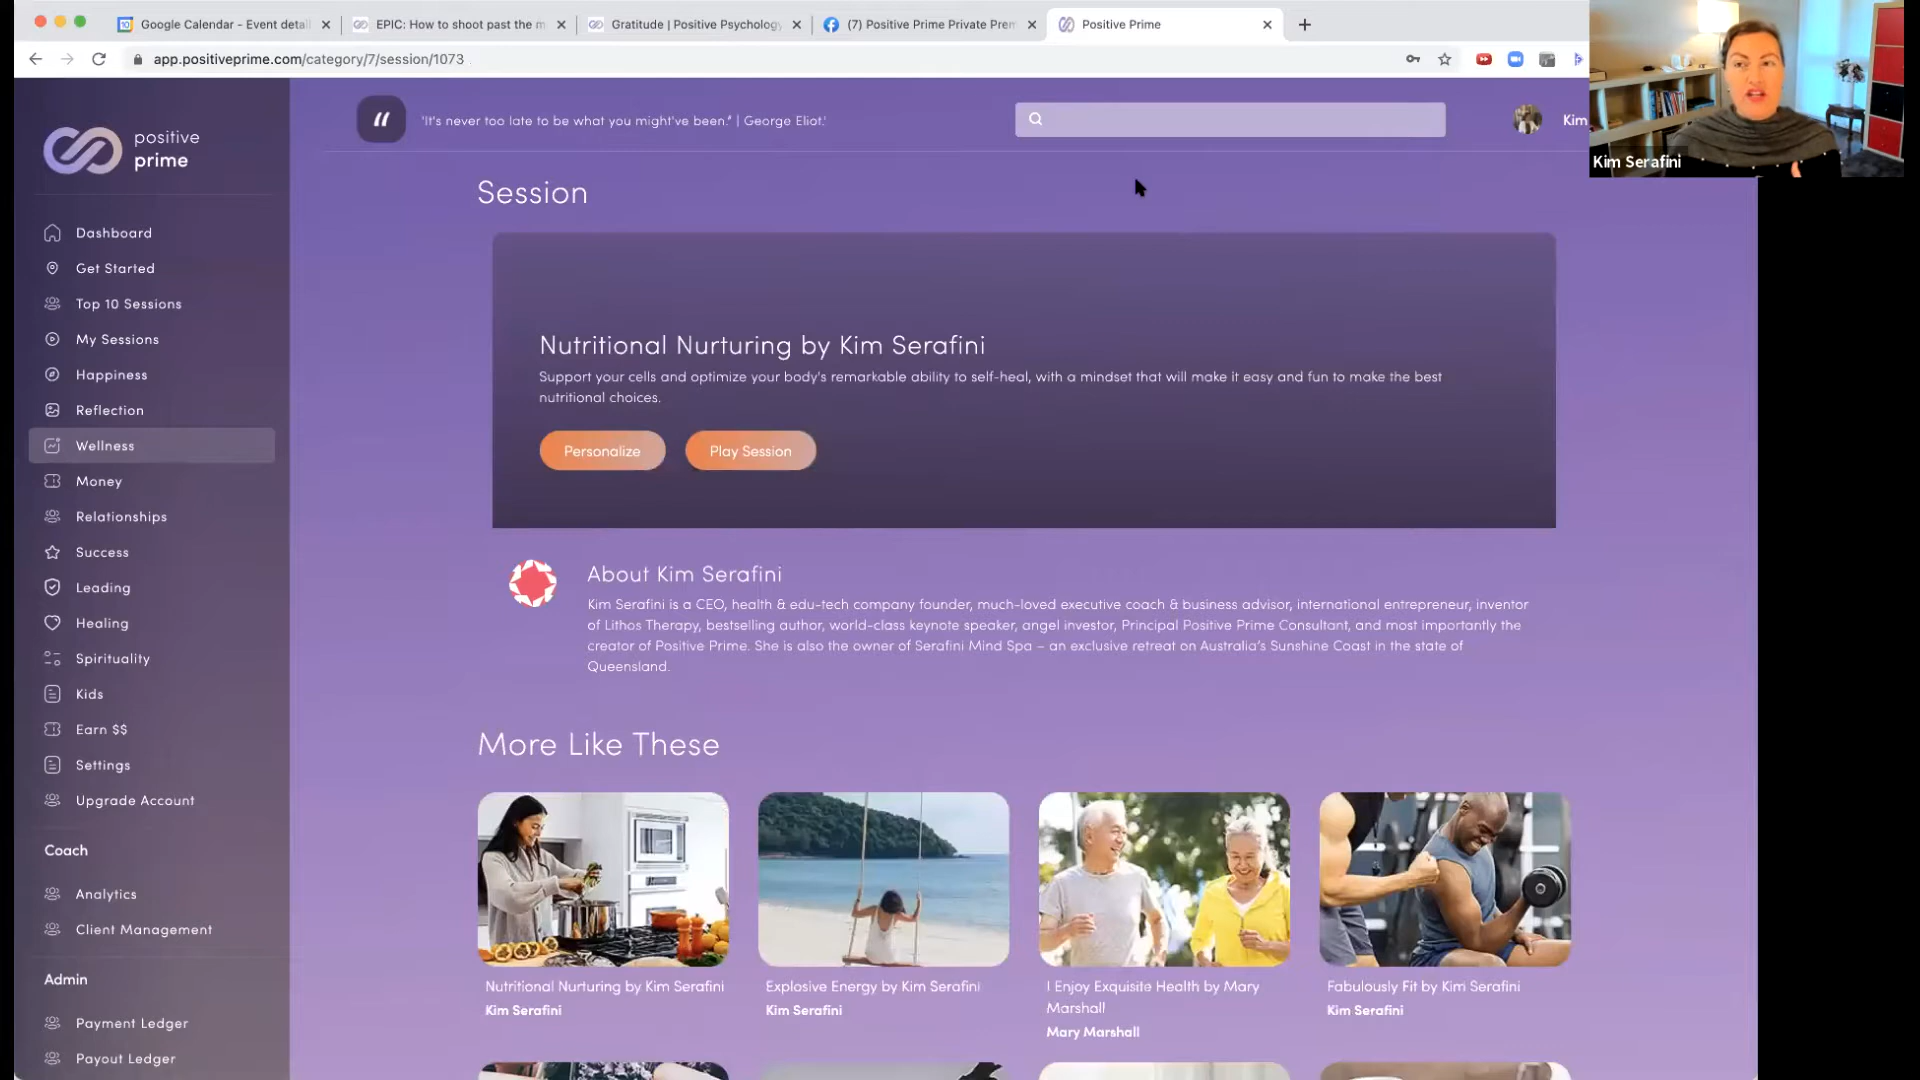 Google Calendar - Event detail
EPIC: How to shoot past the m
Gratitude | Positive Psychology
(7) Positive Prime Private Prem
Positive Prime
app.positiveprime.com/category/7/session/1073
positive
prime
'It's never too late to be what you might've been." | George Eliot.'
Kim
Kim Serafini
Dashboard
Get Started
Top 10 Sessions
My Sessions
Happiness
Reflection
Wellness
Money
Relationships
Success
Leading
Healing
Spirituality
Kids
Earn $$
Settings
Upgrade Account
Coach
Analytics
Client Management
Admin
Payment Ledger
Payout Ledger
Session
Nutritional Nurturing by Kim Serafini
Support your cells and optimize your body's remarkable ability to self-heal, with a mindset that will make it easy and fun to make the best
nutritional choices.
Personalize
Play Session
About Kim Serafini
Kim Serafini is a CEO, health & edu-tech company founder, much-loved executive coach & business advisor, international entrepreneur, inventor
of Lithos Therapy, bestselling author, world-class keynote speaker, angel investor, Principal Positive Prime Consultant, and most importantly the
creator of Positive Prime. She is also the owner of Serafini Mind Spa – an exclusive retreat on Australia's Sunshine Coast in the state of
Queensland.
More Like These
Nutritional Nurturing by Kim Serafini
Kim Serafini
Explosive Energy by Kim Serafini
Kim Serafini
I Enjoy Exquisite Health by Mary
Marshall
Mary Marshall
Fabulously Fit by Kim Serafini
Kim Serafini